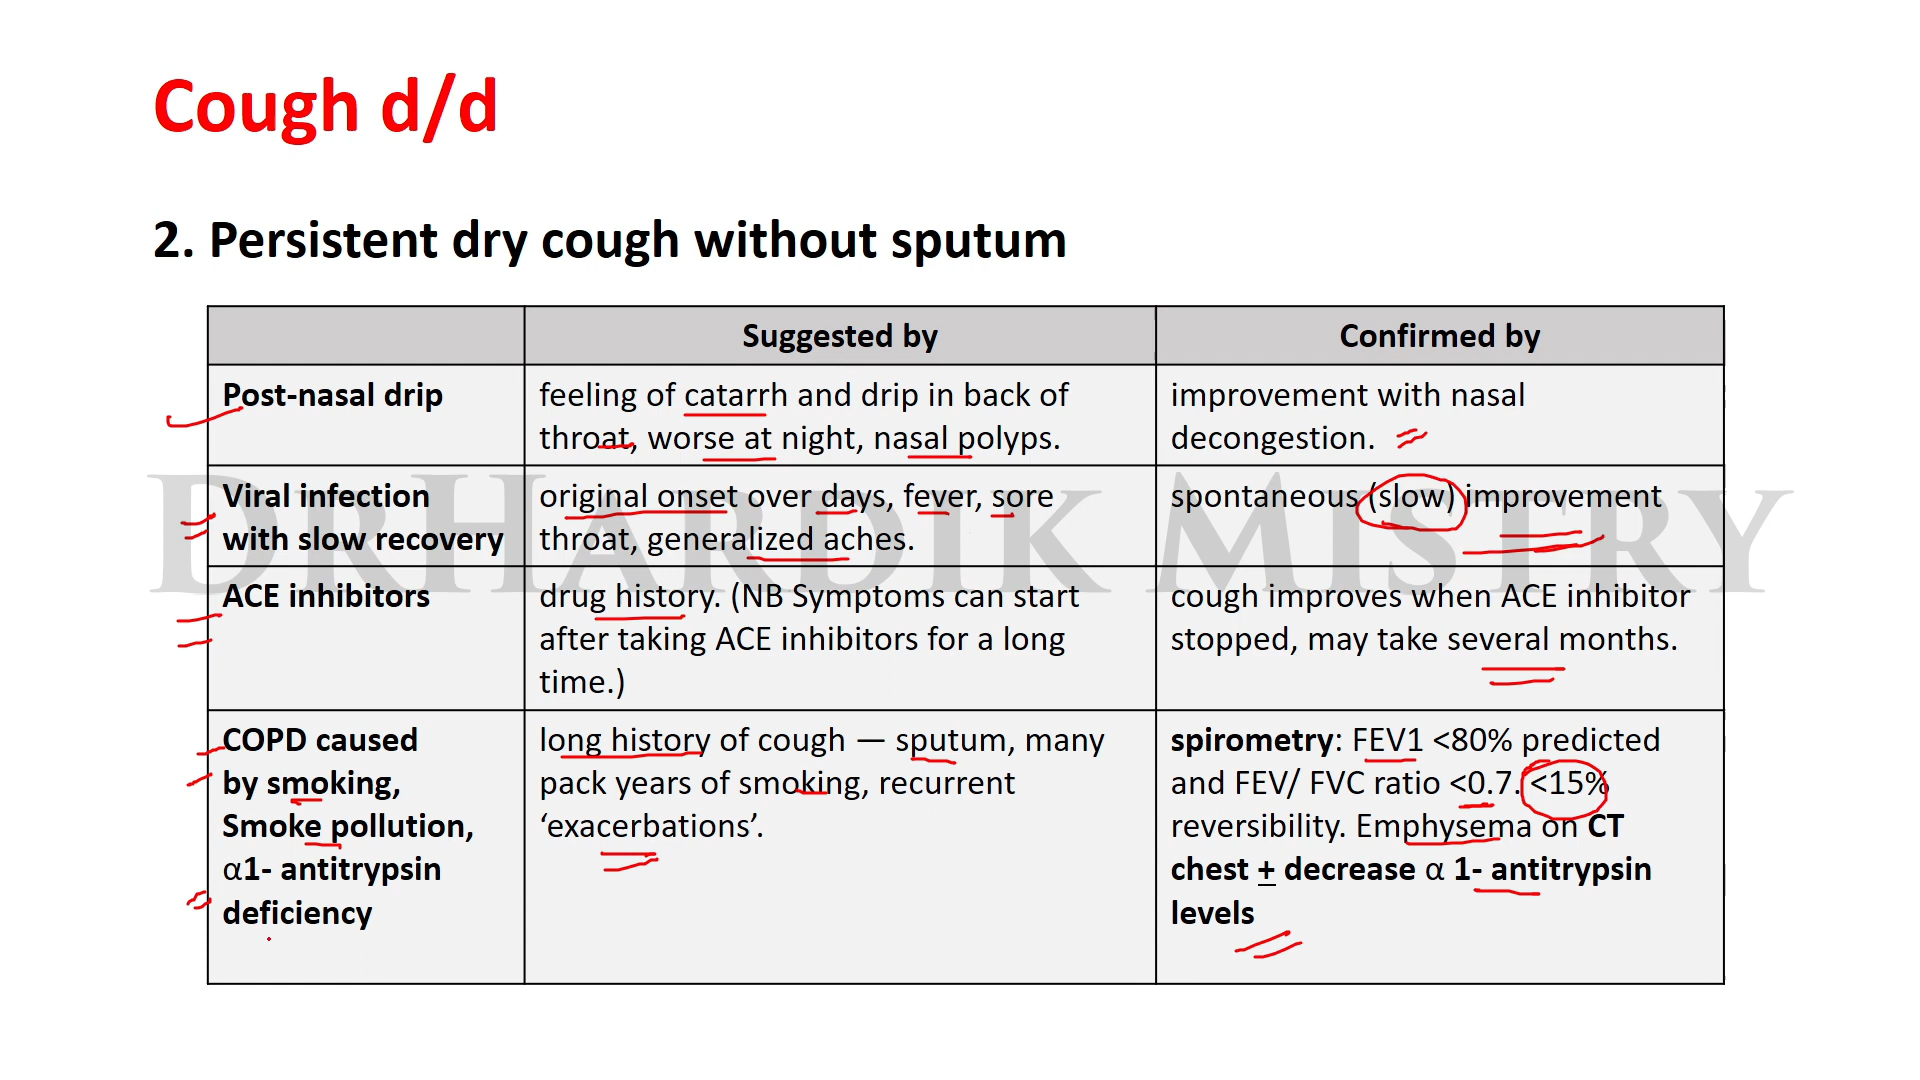 Cough d/d
2. Persistent dry cough without sputum
Suggested by
Confirmed by
Post-nasal drip
feeling of catarrh and drip in back of
throat, worse at night, nasal polyps.
improvement with nasal
decongestion.
Viral infection
with slow recovery
original onset over days, fever, sore
throat, generalized aches.
spontaneous (slow) improvement
ACE inhibitors
drug history. (NB Symptoms can start
after taking ACE inhibitors for a long
time.)
cough improves when ACE inhibitor
stopped, may take several months.
COPD caused
by smoking,
Smoke pollution,
α1- antitrypsin
deficiency
long history of cough — sputum, many
pack years of smoking, recurrent
‘exacerbations’.
spirometry: FEV1 <80% predicted
and FEV/ FVC ratio <0.7. <15%
reversibility. Emphysema on CT
chest ± decrease α 1- antitrypsin
levels
DRHARDIK MISTRY